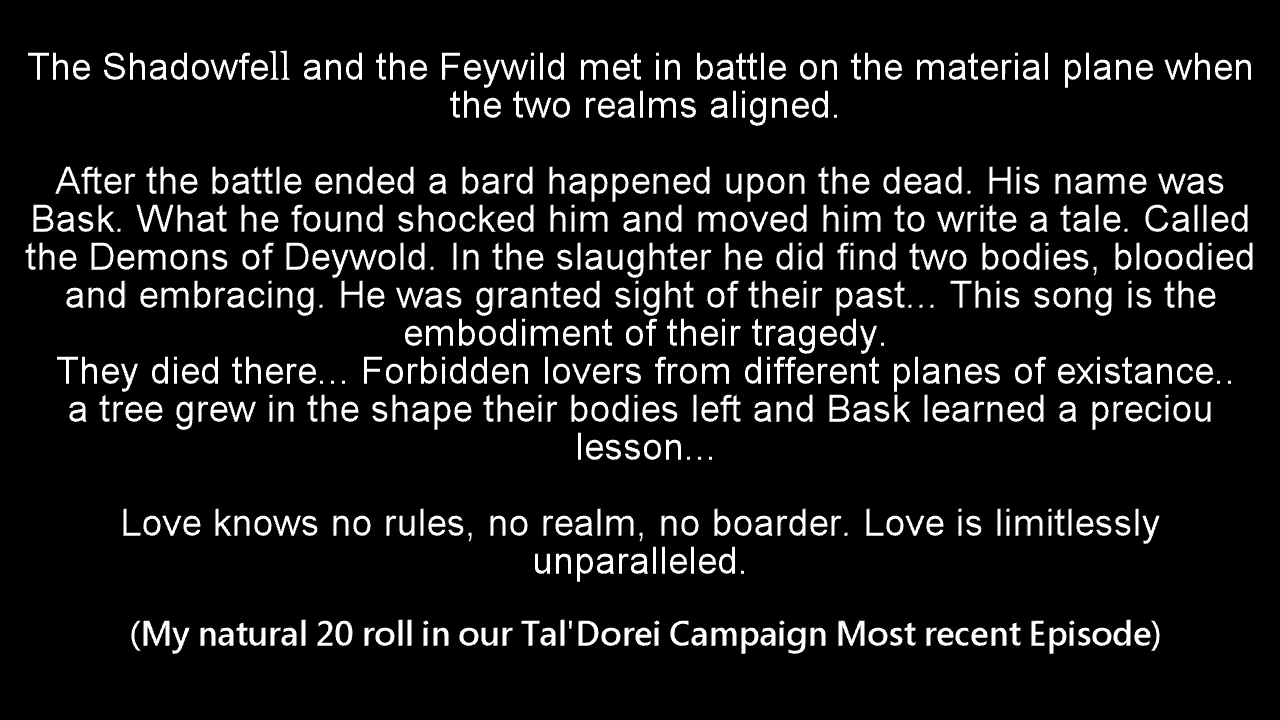 The Shadowfell and the Feywild met in battle on the material plane when
the two realms aligned.
After the battle ended a bard happened upon the dead. His name was
Bask. What he found shocked him and moved him to write a tale. Called
the Demons of Deywold. In the slaughter he did find two bodies, bloodied
and embracing. He was granted sight of their past... This song is the
embodiment of their tragedy.
They died there... Forbidden lovers from different planes of existance..
a tree grew in the shape their bodies left and Bask learned a preciou
lesson...
Love knows no rules, no realm, no boarder. Love is limitlessly
unparalleled.
(My natural 20 roll in our Tal'Dorei Campaign Most recent Episode)